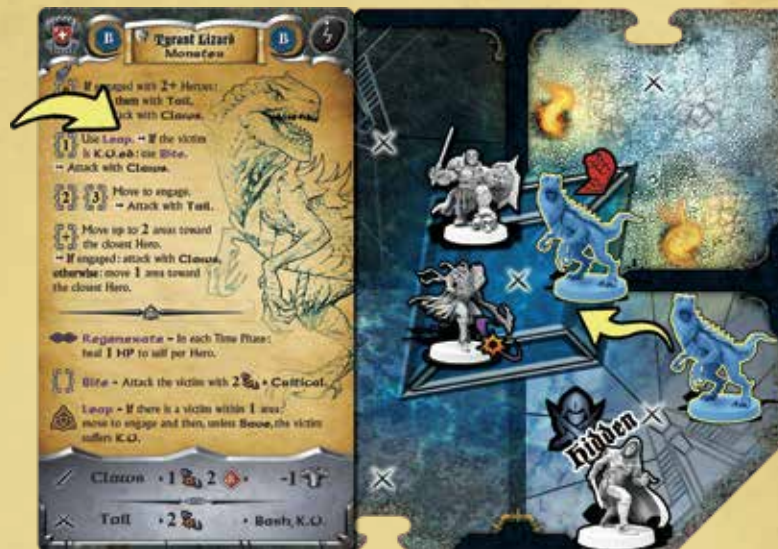 B
Tyrant Lizard
Monster
B
If engaged with 2+ Heroes:
them with Tail.
ack with Claws.
1 Use Leap. → If the victim
is K.O.ed: use Bite.
→ Attack with Claws.
2 3 Move to engage.
→ Attack with Tail.
+ Move up to 2 areas toward
the closest Hero.
→ If engaged: attack with Claws,
otherwise: move 1 area toward
the closest Hero.
Regenerate – In each Time Phase:
heal 1 HP to self per Hero.
Bite – Attack the victim with 2 + Critical.
Leap – If there is a victim within 1 area:
move to engage and then, unless Save, the victim
suffers K.O.
Claws • 1 2 • -1
Tail • 2 • Bash, K.O.
Hidden